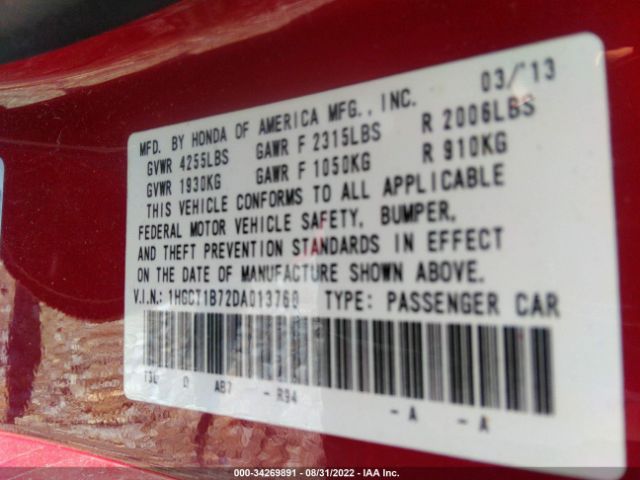 03/13
MFD. BY HONDA OF AMERICA MFG., INC.
GVWR 4255LBS GAWR F 2315LBS R 2006LBS
GVWR 1930KG GAWR F 1050KG R 910KG
THIS VEHICLE CONFORMS TO ALL APPLICABLE
FEDERAL MOTOR VEHICLE SAFETY, BUMPER,
AND THEFT PREVENTION STANDARDS IN EFFECT
ON THE DATE OF MANUFACTURE SHOWN ABOVE.
V.I.N.: 1HGCT1B72DA013760 TYPE: PASSENGER CAR
AB7 - R94 - A - A
000-34269891 - 08/31/2022 - IAA Inc.